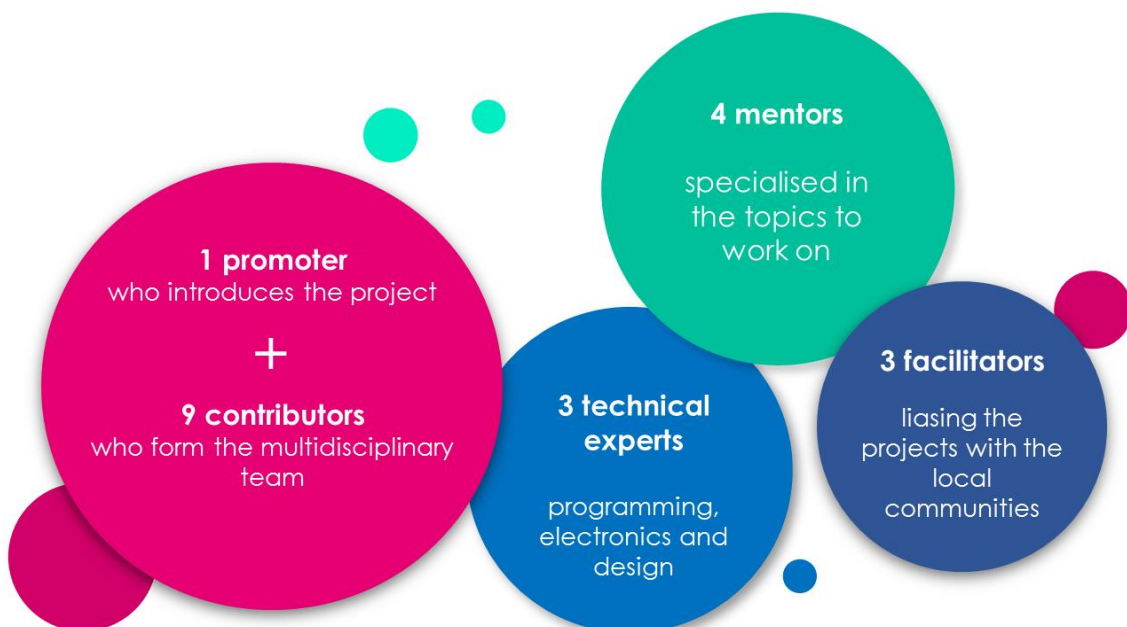 1 promoter
who introduces the project
+
9 contributors
who form the multidisciplinary
team
4 mentors
specialised in
the topics to
work on
3 technical
experts
programming,
electronics and
design
3 facilitators
liasing the
projects with the
local
communities